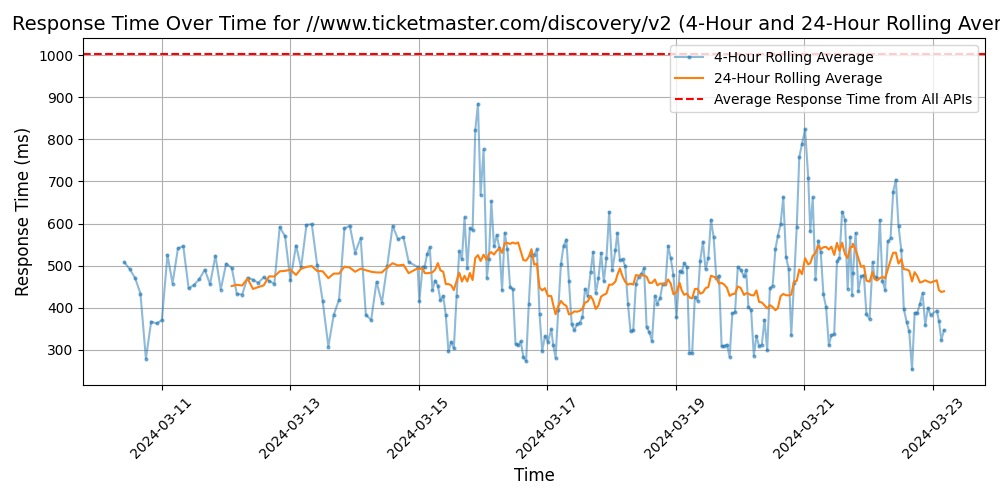 Response Time Over Time for //www.ticketmaster.com/discovery/v2 (4-Hour and 24-Hour Rolling Aver
4-Hour Rolling Average
24-Hour Rolling Average
Average Response Time from All APIs
Response Time (ms)
1000
900
800
700
600
500
400
300
2024-03-11
2024-03-13
2024-03-15
2024-03-17
2024-03-19
2024-03-21
2024-03-23
Time